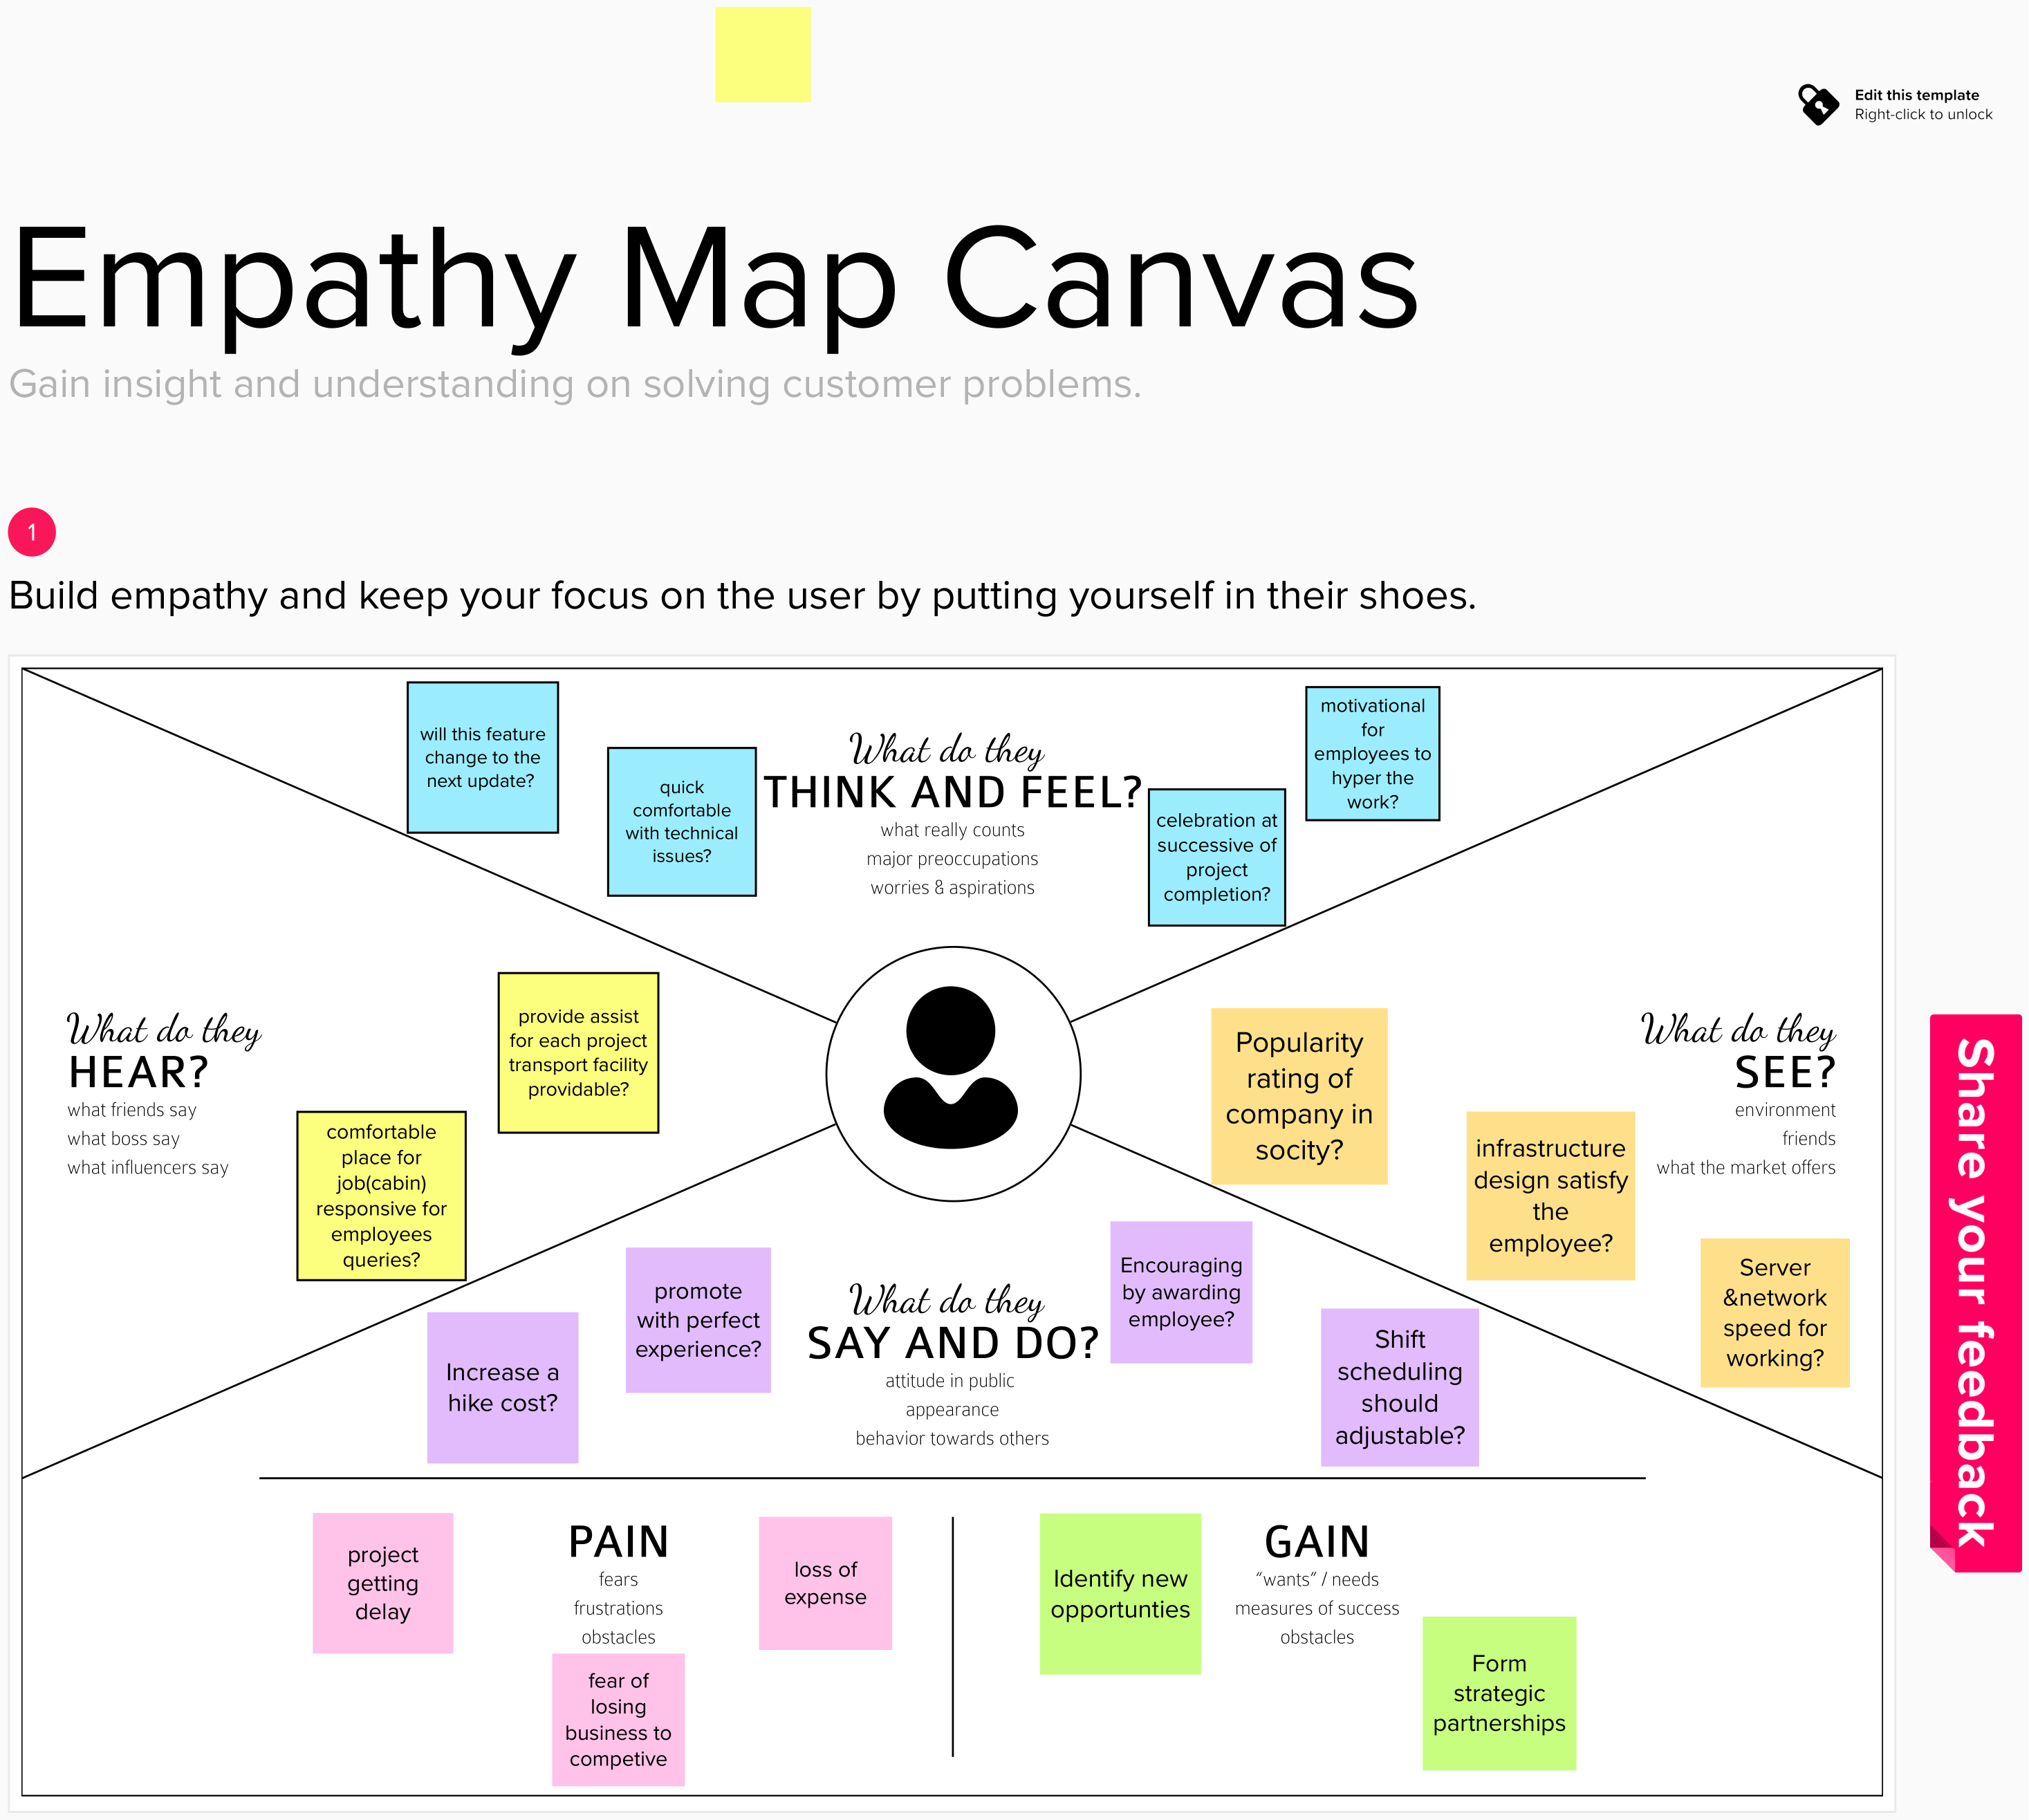 Edit this template
Right-click to unlock
Empathy Map Canvas
Gain insight and understanding on solving customer problems.
1
Build empathy and keep your focus on the user by putting yourself in their shoes.
will this feature
change to the
next update?
quick
comfortable
with technical
issues?
What do they
THINK AND FEEL?
what really counts
major preoccupations
worries & aspirations
celebration at
successive of
project
completion?
motivational
for
employees to
hyper the
work?
What do they
HEAR?
what friends say
what boss say
what influencers say
provide assist
for each project
transport facility
providable?
comfortable
place for
job(cabin)
responsive for
employees
queries?
Popularity
rating of
company in
socity?
What do they
SEE?
environment
friends
what the market offers
infrastructure
design satisfy
the
employee?
Server
&network
speed for
working?
Increase a
hike cost?
promote
with perfect
experience?
What do they
SAY AND DO?
attitude in public
appearance
behavior towards others
Encouraging
by awarding
employee?
Shift
scheduling
should
adjustable?
Share your feedback
project
getting
delay
PAIN
fears
frustrations
obstacles
loss of
expense
fear of
losing
business to
competive
Identify new
opportunties
GAIN
“wants” / needs
measures of success
obstacles
Form
strategic
partnerships